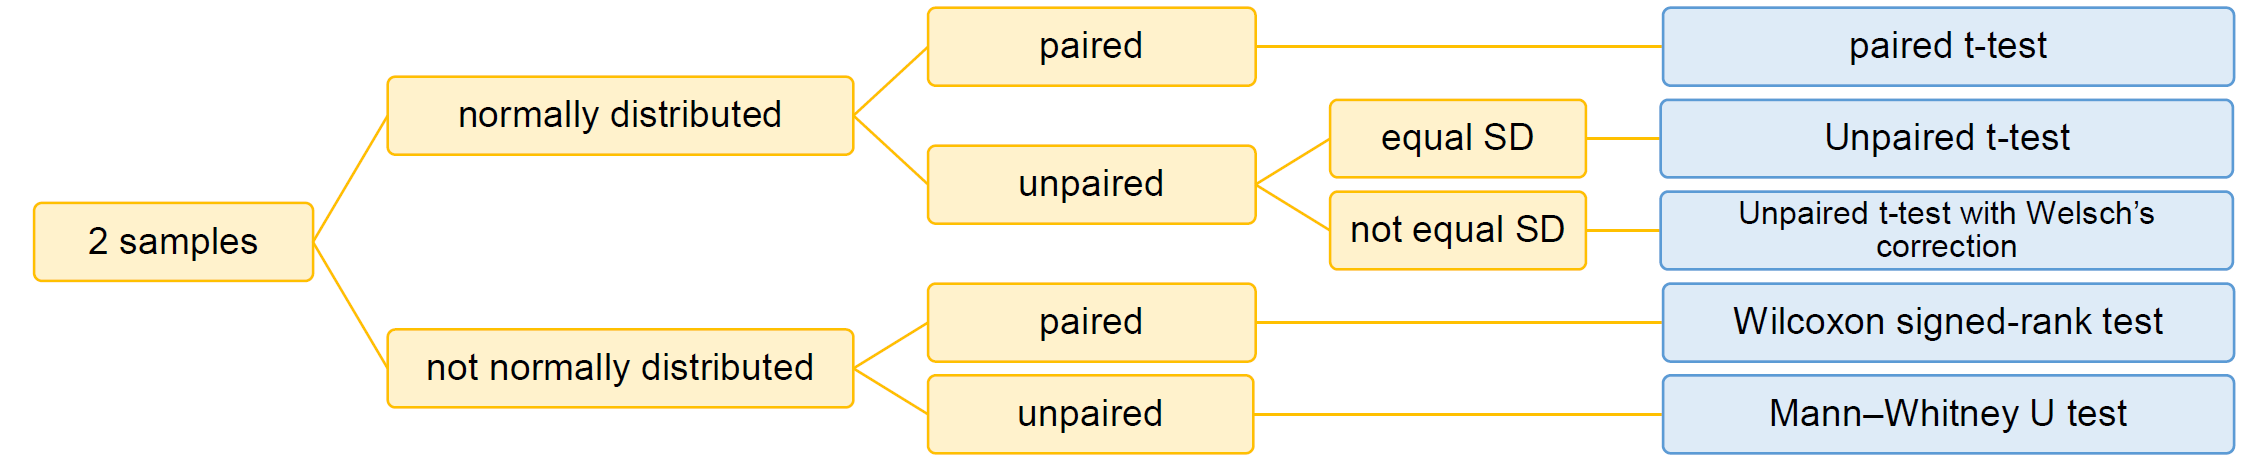 2 samples
normally distributed
paired
paired t-test
unpaired
equal SD
Unpaired t-test
not equal SD
Unpaired t-test with Welsch’s
correction
not normally distributed
paired
Wilcoxon signed-rank test
unpaired
Mann–Whitney U test